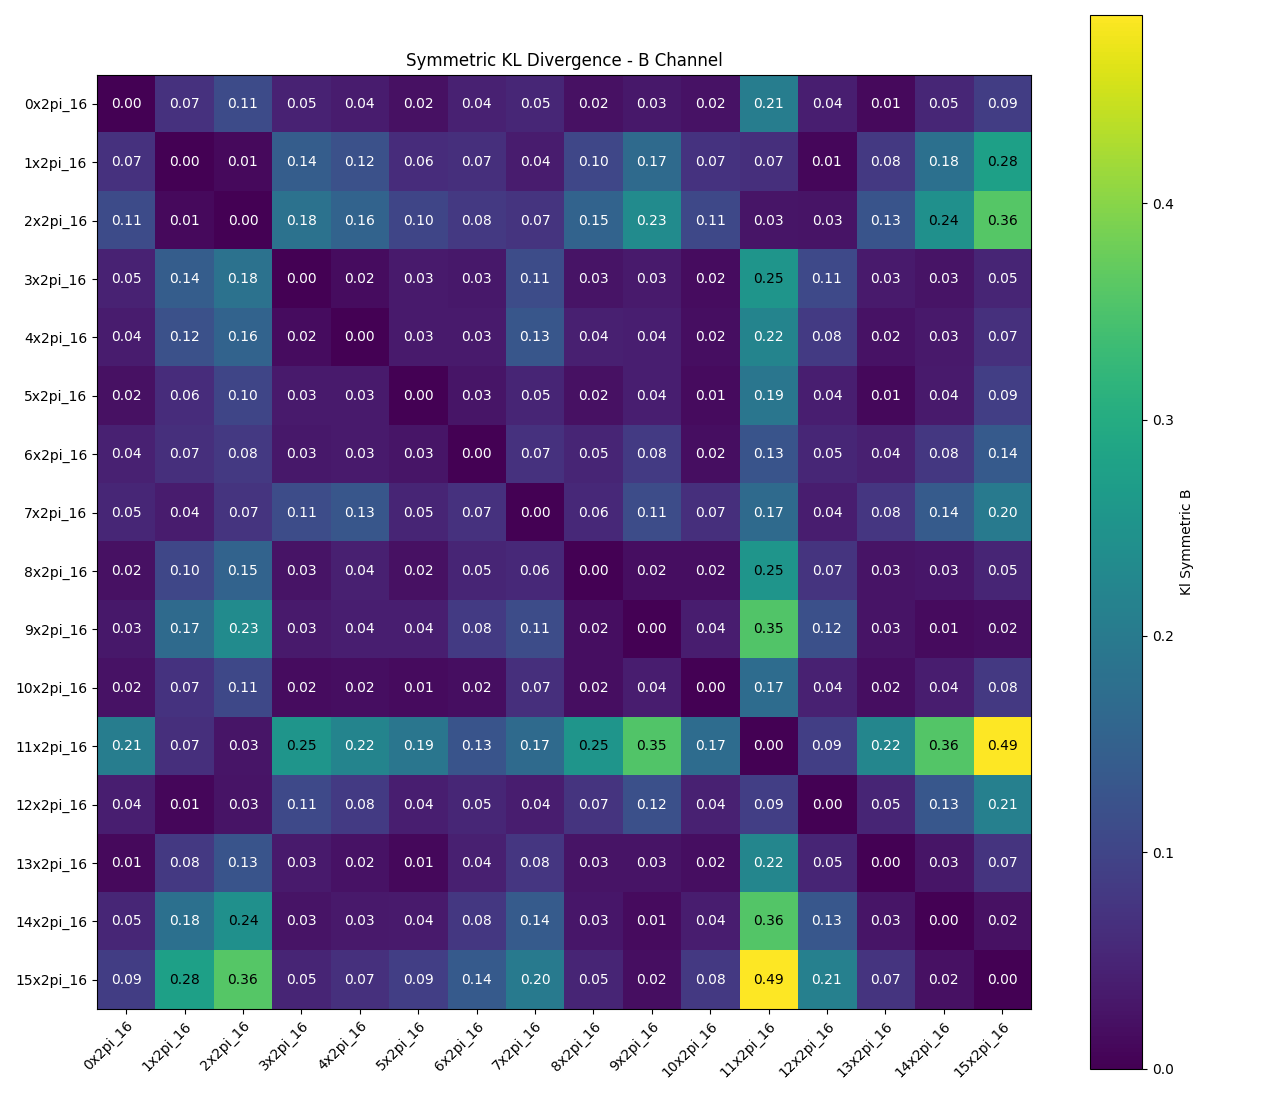 Symmetric KL Divergence - B Channel
0x2pi_16 0.00 0.07 0.11 0.05 0.04 0.02 0.04 0.05 0.02 0.03 0.02 0.21 0.04 0.01 0.05 0.09
1x2pi_16 0.07 0.00 0.01 0.14 0.12 0.06 0.07 0.04 0.10 0.17 0.07 0.07 0.01 0.08 0.18 0.28
2x2pi_16 0.11 0.01 0.00 0.18 0.16 0.10 0.08 0.07 0.15 0.23 0.11 0.03 0.03 0.13 0.24 0.36
3x2pi_16 0.05 0.14 0.18 0.00 0.02 0.03 0.03 0.11 0.03 0.03 0.02 0.25 0.11 0.03 0.03 0.05
4x2pi_16 0.04 0.12 0.16 0.02 0.00 0.03 0.03 0.13 0.04 0.04 0.02 0.22 0.08 0.02 0.03 0.07
5x2pi_16 0.02 0.06 0.10 0.03 0.03 0.00 0.03 0.05 0.02 0.04 0.01 0.19 0.04 0.01 0.04 0.09
6x2pi_16 0.04 0.07 0.08 0.03 0.03 0.03 0.00 0.07 0.05 0.08 0.02 0.13 0.05 0.04 0.08 0.14
7x2pi_16 0.05 0.04 0.07 0.11 0.13 0.05 0.07 0.00 0.06 0.11 0.07 0.17 0.04 0.08 0.14 0.20
8x2pi_16 0.02 0.10 0.15 0.03 0.04 0.02 0.05 0.06 0.00 0.02 0.02 0.25 0.07 0.03 0.03 0.05
9x2pi_16 0.03 0.17 0.23 0.03 0.04 0.04 0.08 0.11 0.02 0.00 0.04 0.35 0.12 0.03 0.01 0.02
10x2pi_16 0.02 0.07 0.11 0.02 0.02 0.01 0.02 0.07 0.02 0.04 0.00 0.17 0.04 0.02 0.04 0.08
11x2pi_16 0.21 0.07 0.03 0.25 0.22 0.19 0.13 0.17 0.25 0.35 0.17 0.00 0.09 0.22 0.36 0.49
12x2pi_16 0.04 0.01 0.03 0.11 0.08 0.04 0.05 0.04 0.07 0.12 0.04 0.09 0.00 0.05 0.13 0.21
13x2pi_16 0.01 0.08 0.13 0.03 0.02 0.01 0.04 0.08 0.03 0.03 0.02 0.22 0.05 0.00 0.03 0.07
14x2pi_16 0.05 0.18 0.24 0.03 0.03 0.04 0.08 0.14 0.03 0.01 0.04 0.36 0.13 0.03 0.00 0.02
15x2pi_16 0.09 0.28 0.36 0.05 0.07 0.09 0.14 0.20 0.05 0.02 0.08 0.49 0.21 0.07 0.02 0.00
0x2pi_16 1x2pi_16 2x2pi_16 3x2pi_16 4x2pi_16 5x2pi_16 6x2pi_16 7x2pi_16 8x2pi_16 9x2pi_16 10x2pi_16 11x2pi_16 12x2pi_16 13x2pi_16 14x2pi_16 15x2pi_16
0.4
0.3
0.2
0.1
0.0
Kl Symmetric B